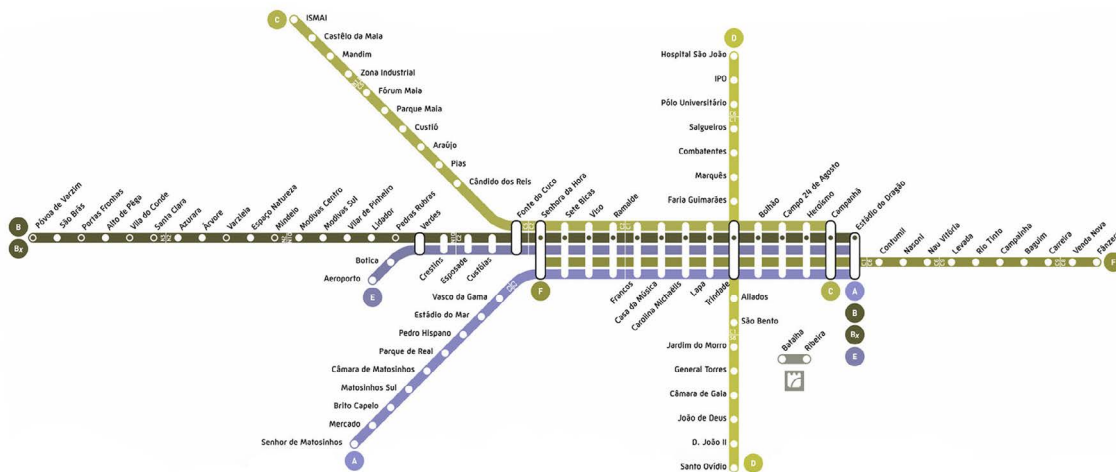 C
ISMAI
Castêlo da Maia
Mandim
Zona Industrial
Fórum Maia
Parque Maia
Custió
Araújo
Pias
Cândido dos Reis
D
Hospital São João
IPO
Pólo Universitário
Salgueiros
Combatentes
Marquês
Faria Guimarães
B
Bx
Póvoa de Varzim
São Brás
Portas Fronhas
Alto de Pêga
Vila do Conde
Santa Clara
Azurara
Árvore
Varziela
Espaço Natureza
Mindelo
Modivas Centro
Modivas Sul
Vilar de Pinheiro
Lidador
Pedras Rubras
Verdes
Fonte do Cuco
Senhora da Hora
Sete Bicas
Viso
Ramalde
Bolhão
Campo 24 de Agosto
Heroísmo
Campanhã
Estádio do Dragão
Botica
Aeroporto
E
Crestins
Esposade
Custóias
Francos
Casa da Música
Carolina Michaëlis
Lapa
Trindade
Contumil
Nasoni
Nau Vitória
Levada
Rio Tinto
Campainha
Baguim
Carreira
Venda Nova
Fânzeres
F
F
C
A
B
Bx
E
Vasco da Gama
Estádio do Mar
Pedro Hispano
Parque de Real
Câmara de Matosinhos
Matosinhos Sul
Brito Capelo
Mercado
Senhor de Matosinhos
A
Aliados
São Bento
Jardim do Morro
General Torres
Câmara de Gaia
João de Deus
D. João II
Santo Ovídio
D
Batalha
Ribeira